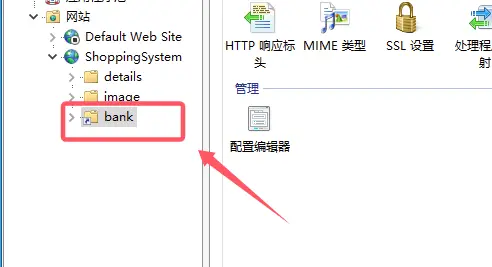 网站
Default Web Site
ShoppingSystem
details
image
bank
HTTP 响应标
头
MIME 类型
SSL 设置
处理程
射
管理
配置编辑器